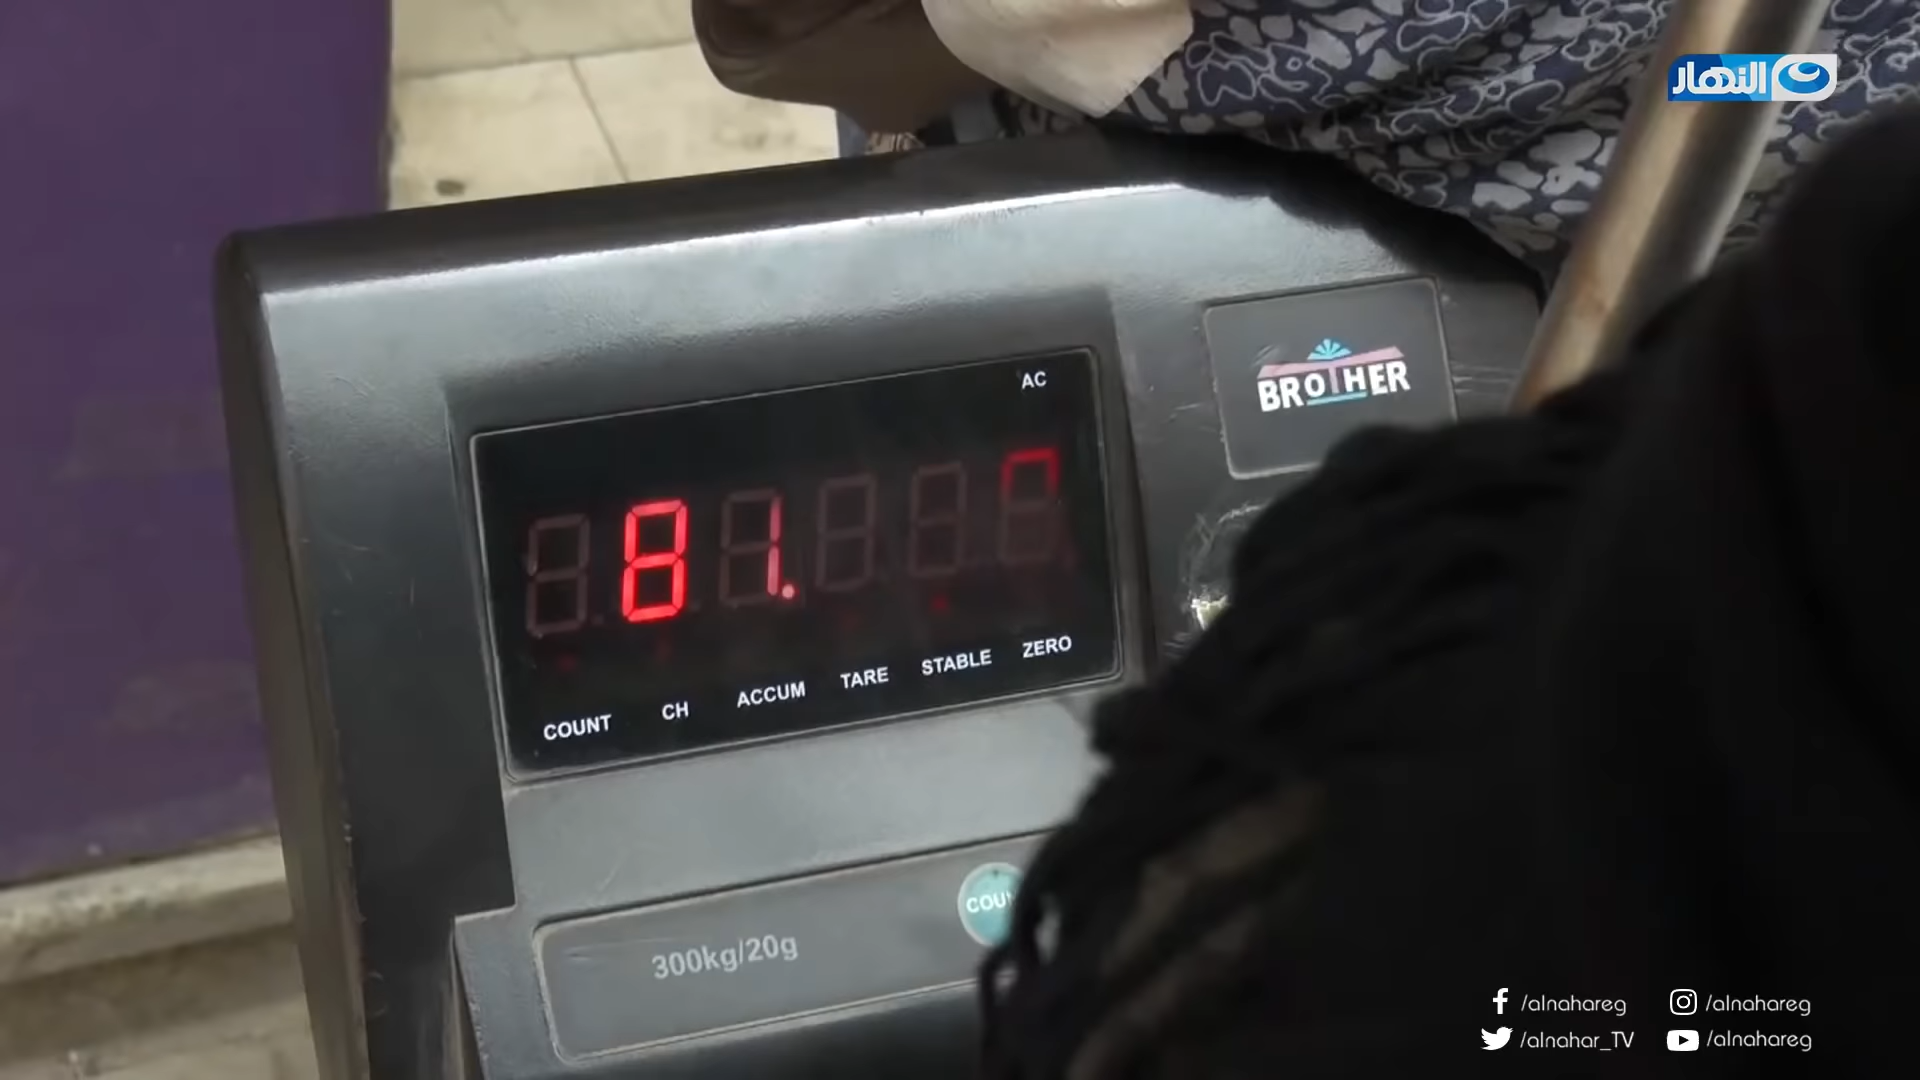 النهار
AC
BROTHER
81.
COUNT CH ACCUM TARE STABLE ZERO
300kg/20g
/alnahareg /alnahareg
/alnahar_TV /alnahareg